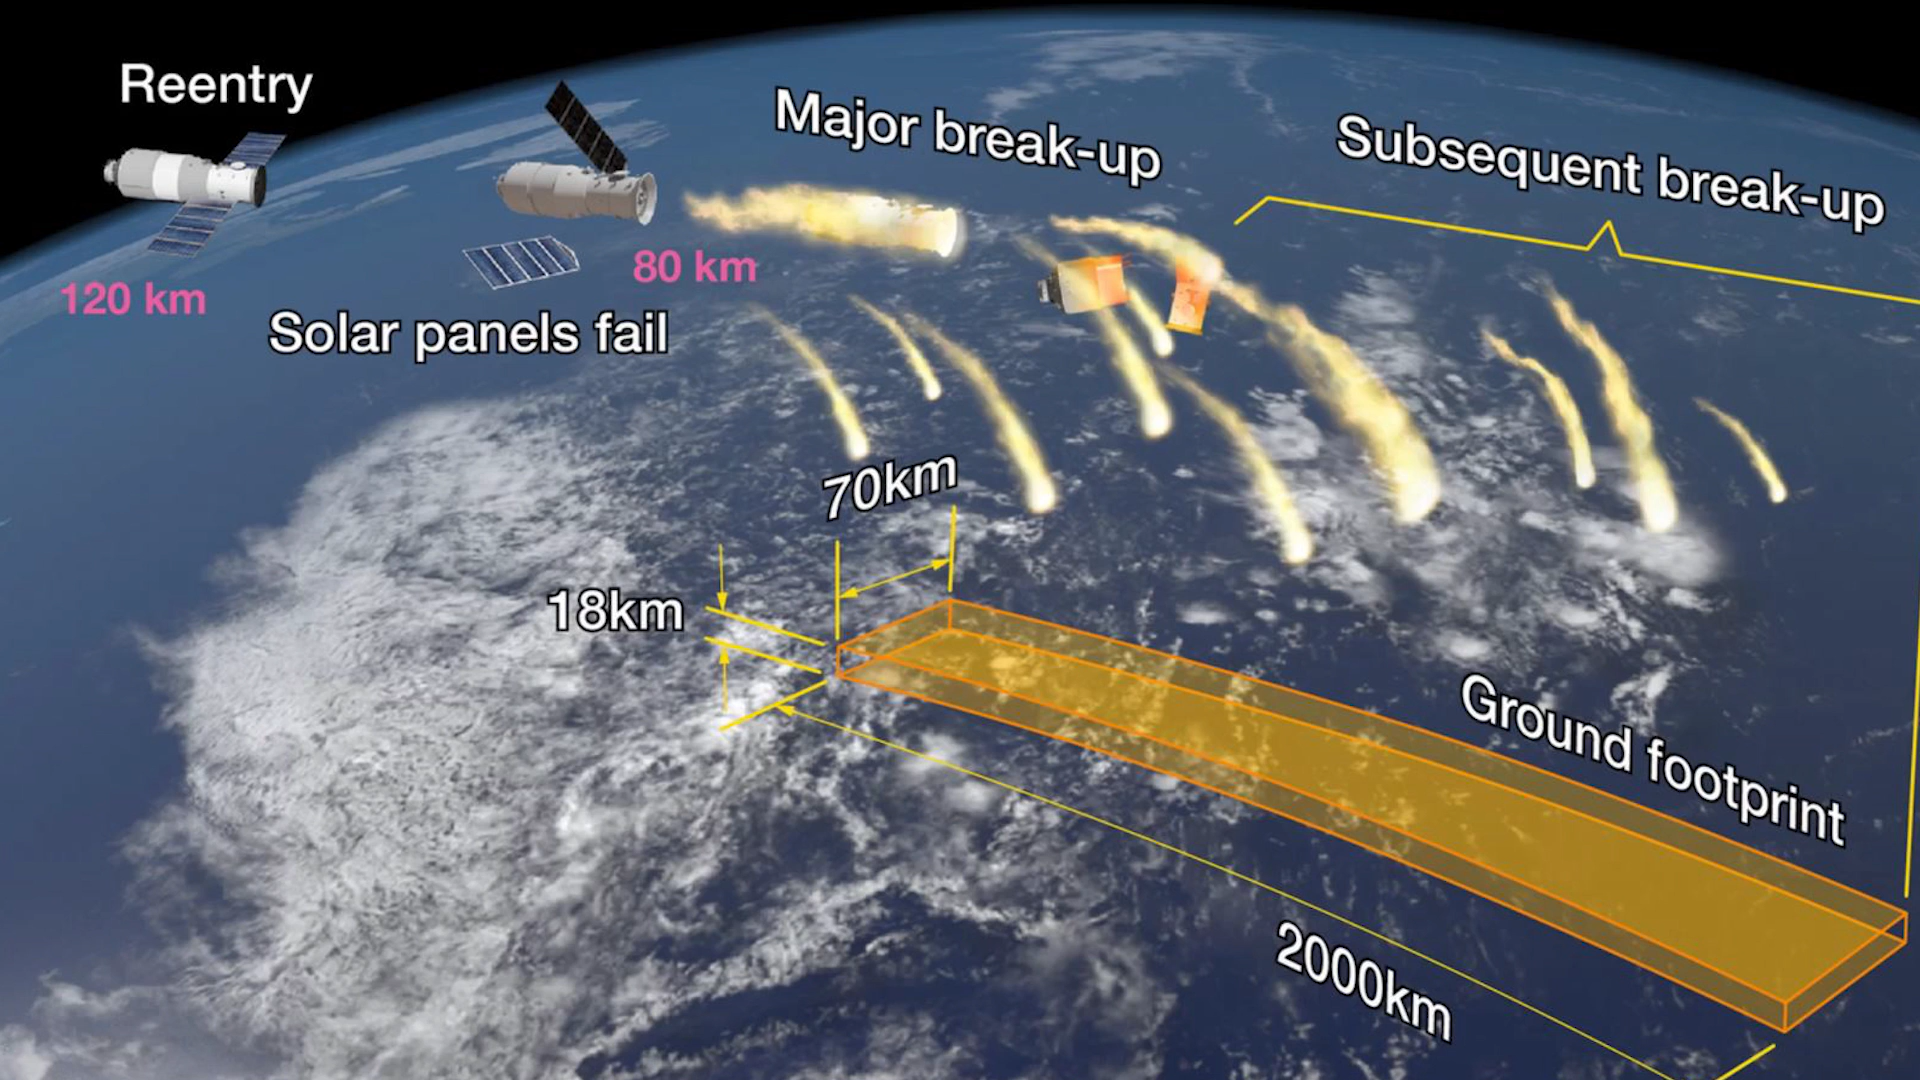 Reentry
120 km
Solar panels fail
80 km
Major break-up
Subsequent break-up
70km
18km
Ground footprint
2000km